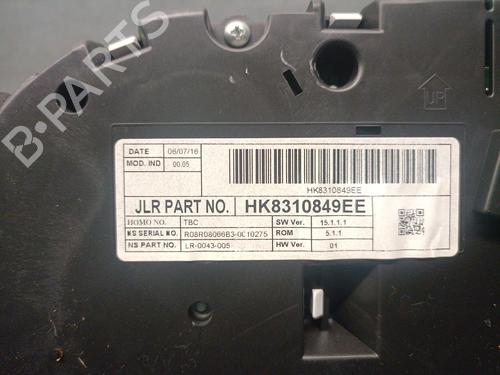 B-PARTS
UP
DATE 06/07/16
MOD. IND 00.05
HK8310849EE
JLR PART NO. HK8310849EE
HOMO NO. TBC SW Ver. 15.1.1.1
NS SERIAL NO. R08R08066B3-0C10275 ROM 5.1.1
NS PART NO. LR-0043-005 HW Ver. 01